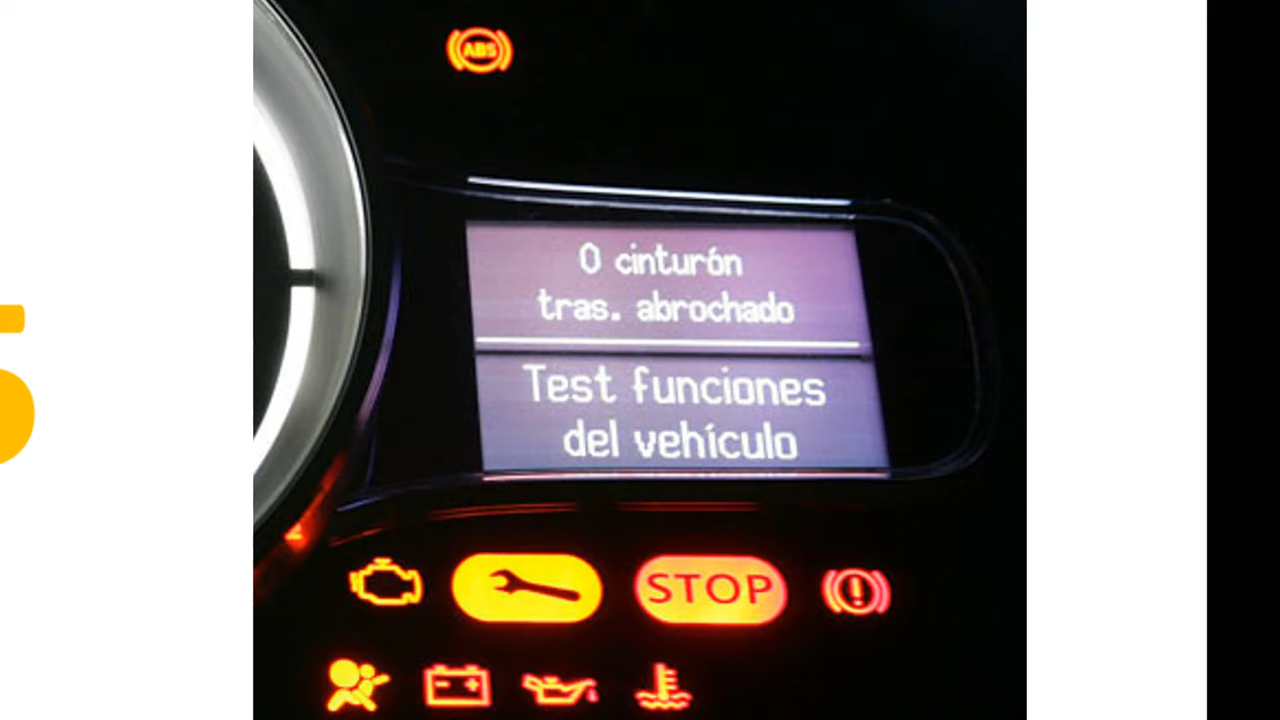 ABS
0 cinturón
tras. abrochado
Test funciones
del vehículo
STOP